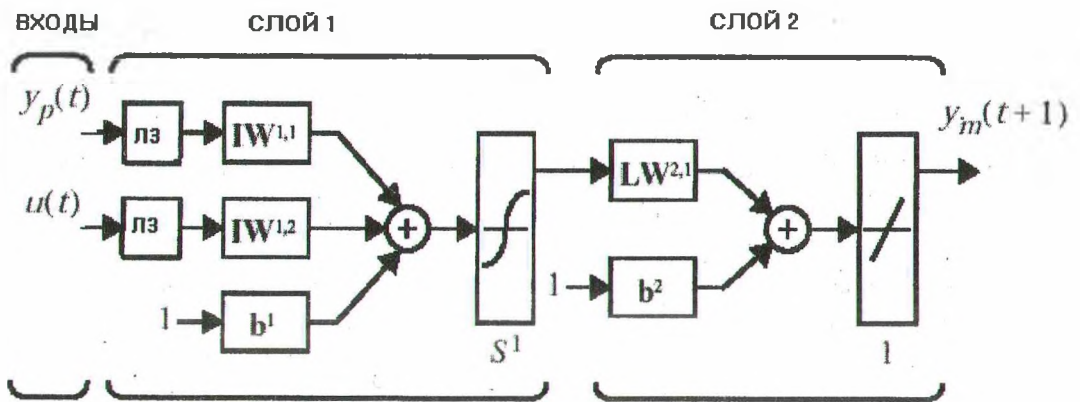 ВХОДЫ
СЛОЙ 1
СЛОЙ 2
y_p(t)
ЛЗ
IW^{1,1}
LW^{2,1}
y_m(t+1)
u(t)
ЛЗ
IW^{1,2}
+
+
1
b^1
S^1
1
b^2
1